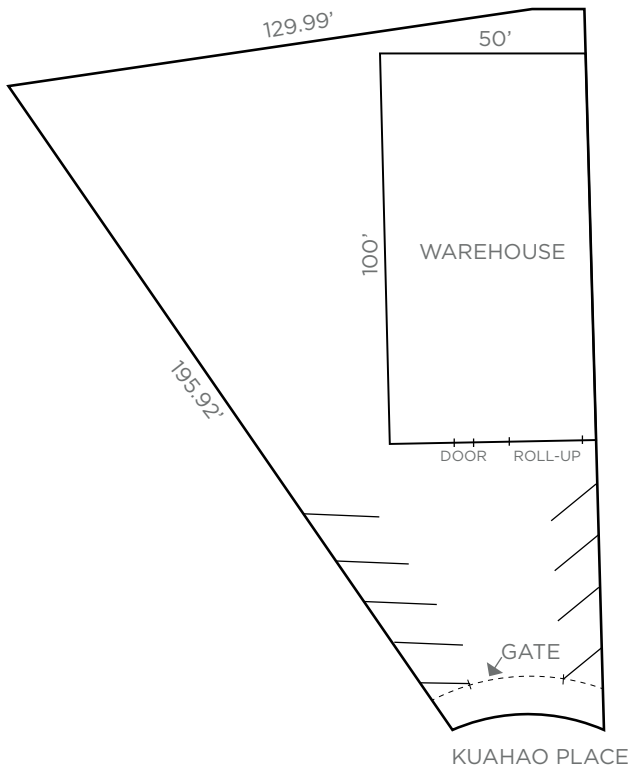 129.99’
50’
100’
WAREHOUSE
195.92’
DOOR
ROLL-UP
GATE
KUAHAO PLACE